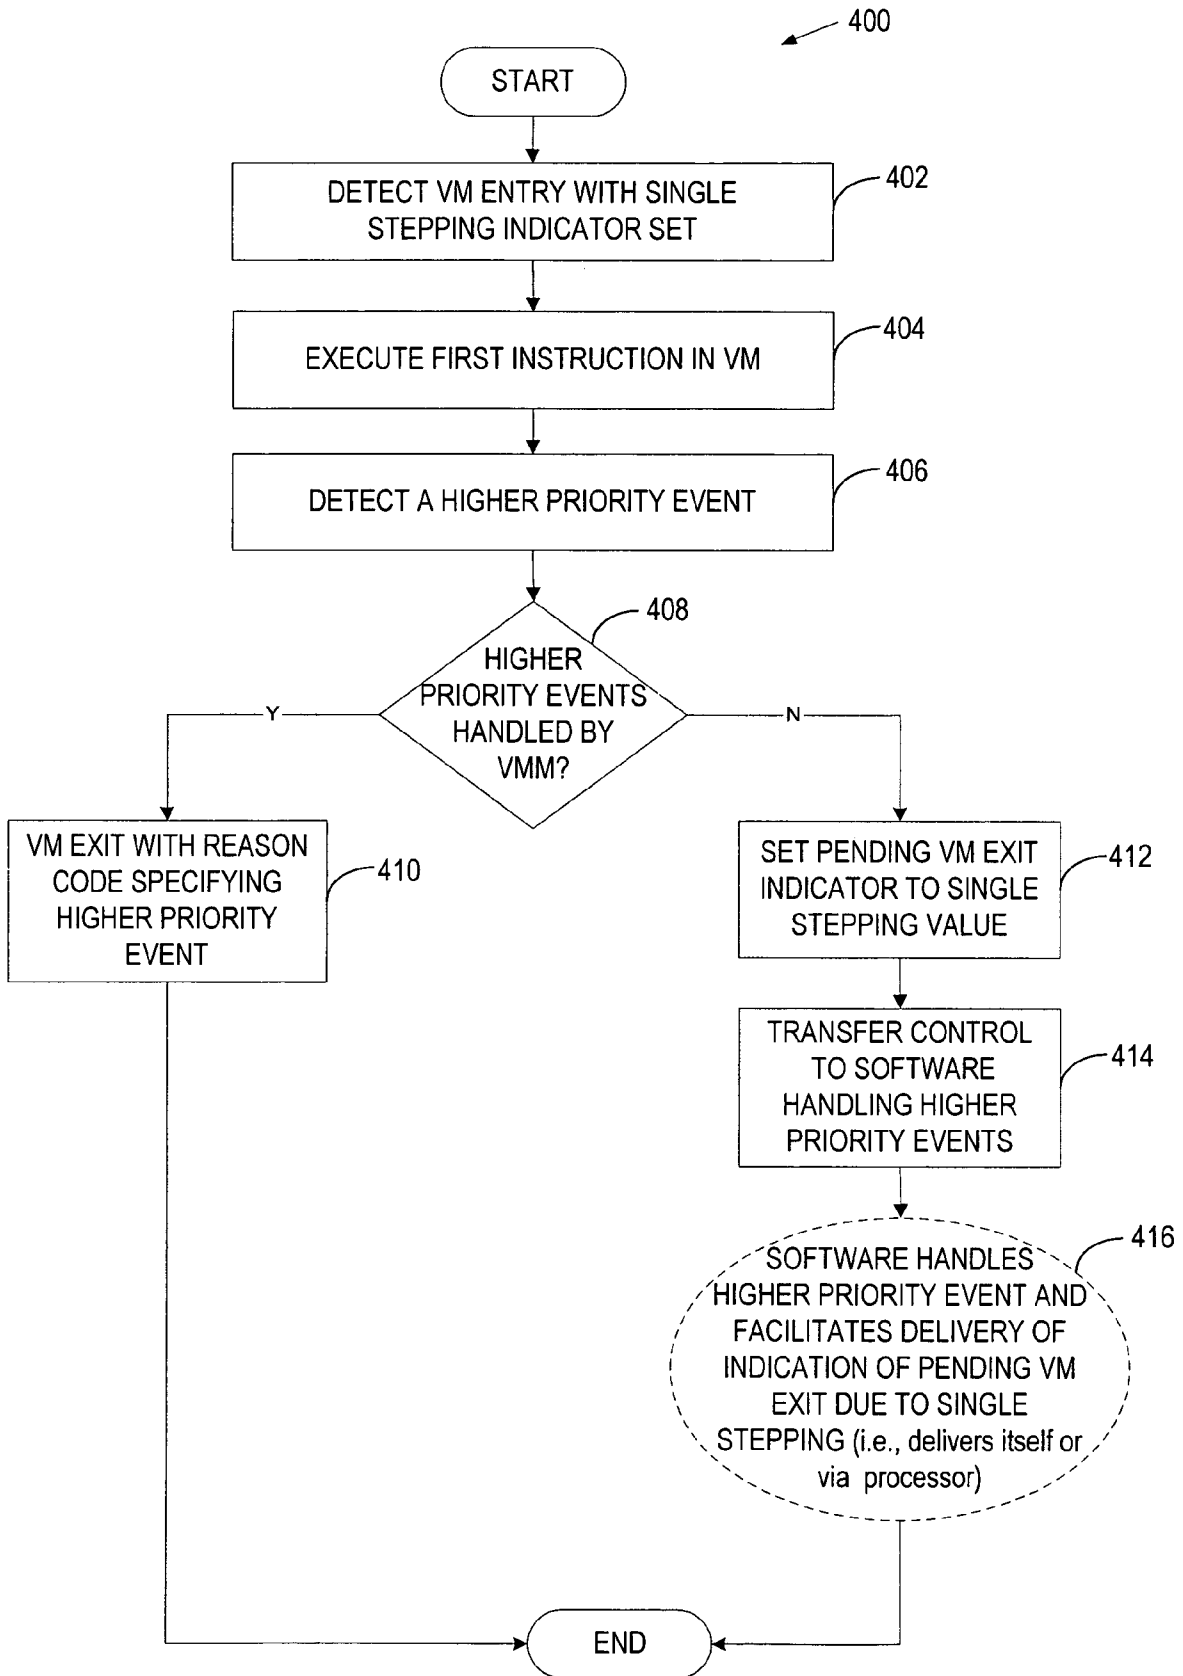 400
START
DETECT VM ENTRY WITH SINGLE
STEPPING INDICATOR SET
402
EXECUTE FIRST INSTRUCTION IN VM
404
DETECT A HIGHER PRIORITY EVENT
406
HIGHER
PRIORITY EVENTS
HANDLED BY
VMM?
408
Y
N
VM EXIT WITH REASON
CODE SPECIFYING
HIGHER PRIORITY
EVENT
410
SET PENDING VM EXIT
INDICATOR TO SINGLE
STEPPING VALUE
412
TRANSFER CONTROL
TO SOFTWARE
HANDLING HIGHER
PRIORITY EVENTS
414
SOFTWARE HANDLES
HIGHER PRIORITY EVENT AND
FACILITATES DELIVERY OF
INDICATION OF PENDING VM
EXIT DUE TO SINGLE
STEPPING (i.e., delivers itself or
via processor)
416
END